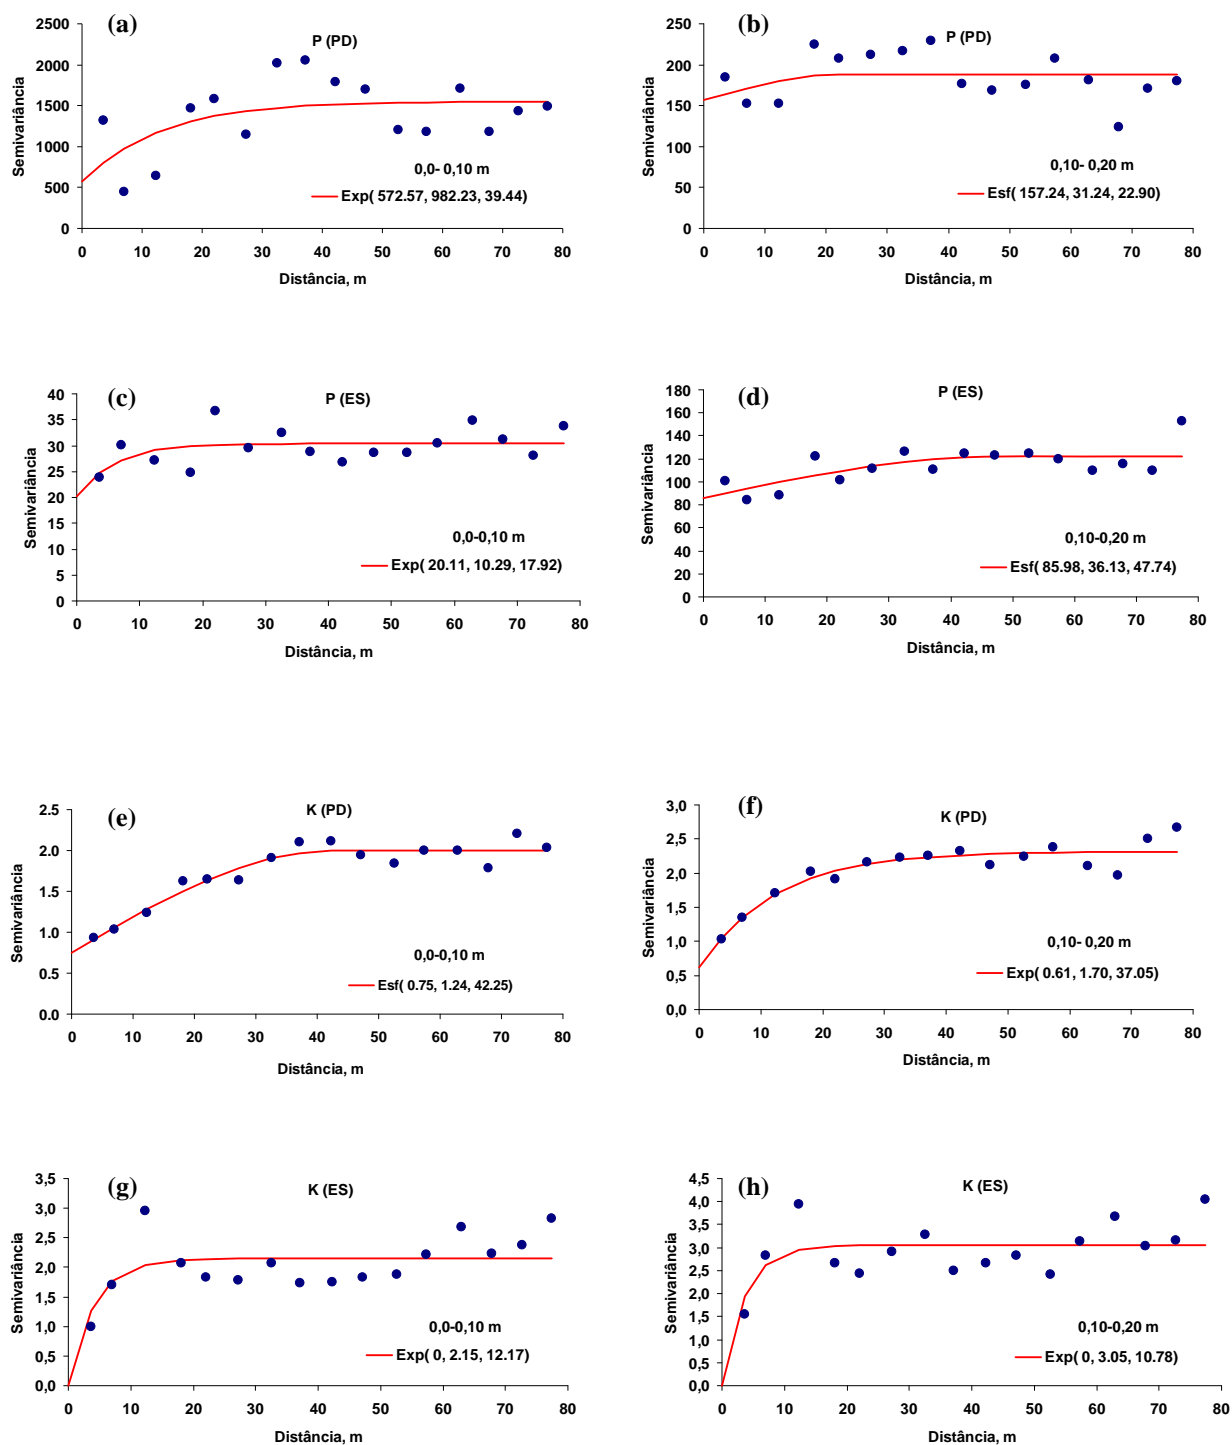 (a)
P (PD)
2500
2000
1500
1000
500
0
Semivariância
0,0- 0,10 m
Exp( 572.57, 982.23, 39.44)
0 10 20 30 40 50 60 70 80
Distância, m
(b)
P (PD)
250
200
150
100
50
0
Semivariância
0,10- 0,20 m
Esf( 157.24, 31.24, 22.90)
0 10 20 30 40 50 60 70 80
Distância, m
(c)
P (ES)
40
35
30
25
20
15
10
5
0
Semivariância
0,0-0,10 m
Exp( 20.11, 10.29, 17.92)
0 10 20 30 40 50 60 70 80
Distância, m
(d)
P (ES)
180
160
140
120
100
80
60
40
20
0
Semivariância
0,10-0,20 m
Esf( 85.98, 36.13, 47.74)
0 10 20 30 40 50 60 70 80
Distância, m
(e)
K (PD)
2.5
2.0
1.5
1.0
0.5
0.0
Semivariância
0,0-0,10 m
Esf( 0.75, 1.24, 42.25)
0 10 20 30 40 50 60 70 80
Distância, m
(f)
K (PD)
3,0
2,5
2,0
1,5
1,0
0,5
0,0
Semivariância
0,10- 0,20 m
Exp( 0.61, 1.70, 37.05)
0 10 20 30 40 50 60 70 80
Distância, m
(g)
K (ES)
3,5
3,0
2,5
2,0
1,5
1,0
0,5
0,0
Semivariância
0,0-0,10 m
Exp( 0, 2.15, 12.17)
0 10 20 30 40 50 60 70 80
Distância, m
(h)
K (ES)
4,5
4,0
3,5
3,0
2,5
2,0
1,5
1,0
0,5
0,0
Semivariância
0,10-0,20 m
Exp( 0, 3.05, 10.78)
0 10 20 30 40 50 60 70 80
Distância, m